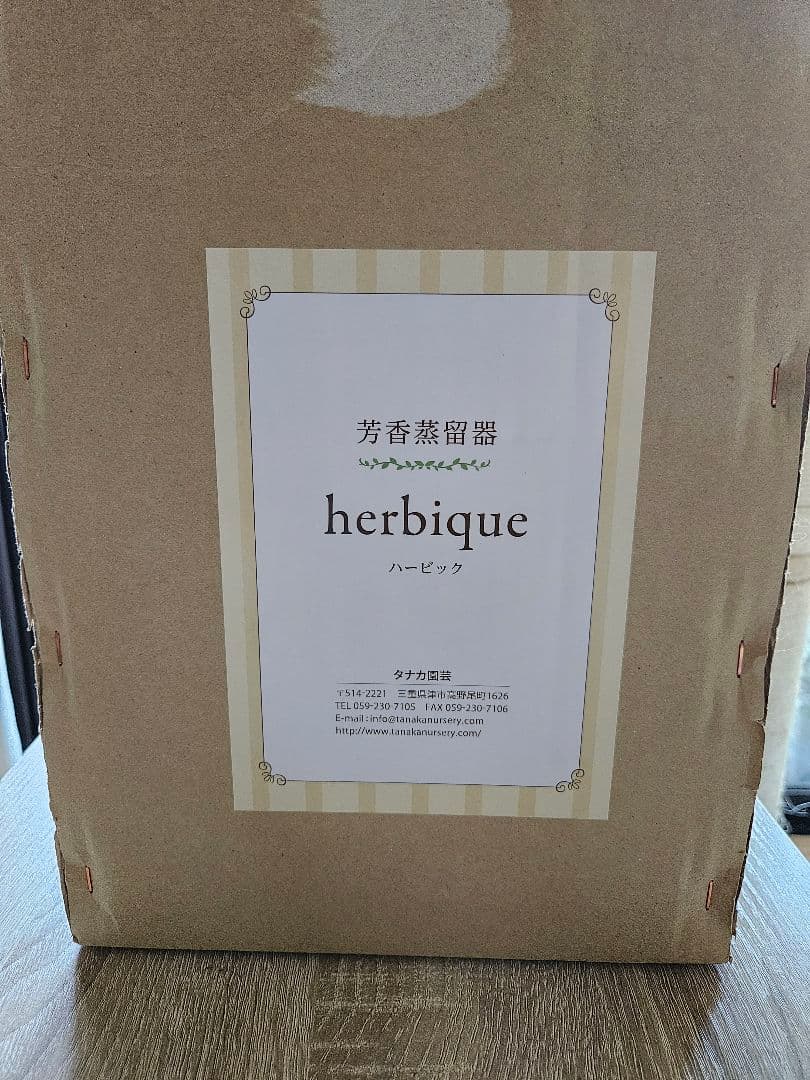 芳香蒸留器
herbique
ハービック
タナカ園芸
〒514-2221 三重県津市高野尾町1626
TEL 059-230-7105 FAX 059-230-7106
E-mail : info@tanakanursery.com
http://www.tanakanursery.com/